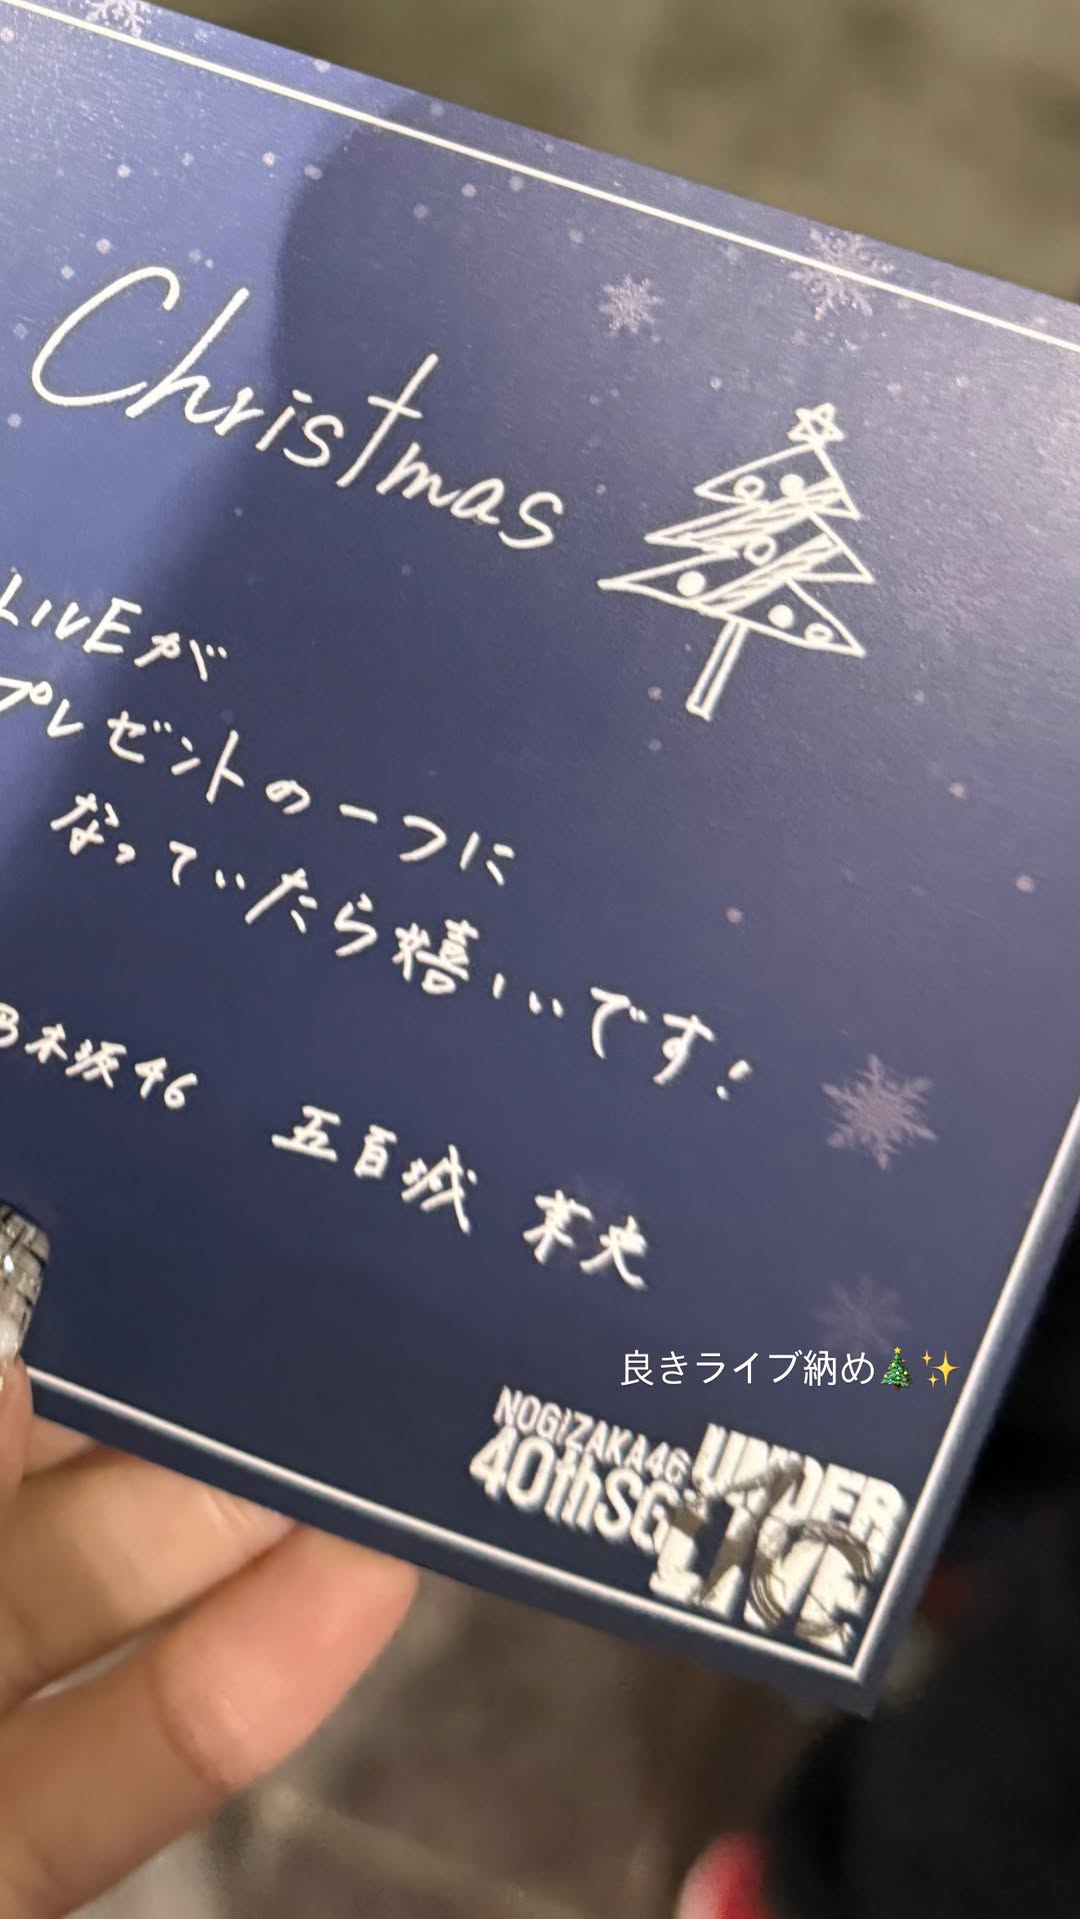 Christmas
LIVEが
プレゼントの一つに
なっていたら嬉しいです!
乃木坂46 五百城 茉央
良きライブ納め🎄✨
NOGIZAKA46
40thSG
UNDER
LIVE